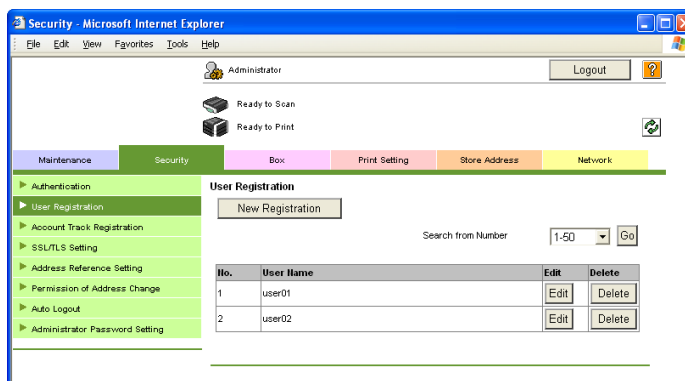 Security - Microsoft Internet Explorer
File Edit View Favorites Tools Help
Administrator
Logout
?
Ready to Scan
Ready to Print
Maintenance Security Box Print Setting Store Address Network
Authentication
User Registration
Account Track Registration
SSL/TLS Setting
Address Reference Setting
Permission of Address Change
Auto Logout
Administrator Password Setting
User Registration
New Registration
Search from Number 1-50 Go
No. User Name Edit Delete
1 user01 Edit Delete
2 user02 Edit Delete